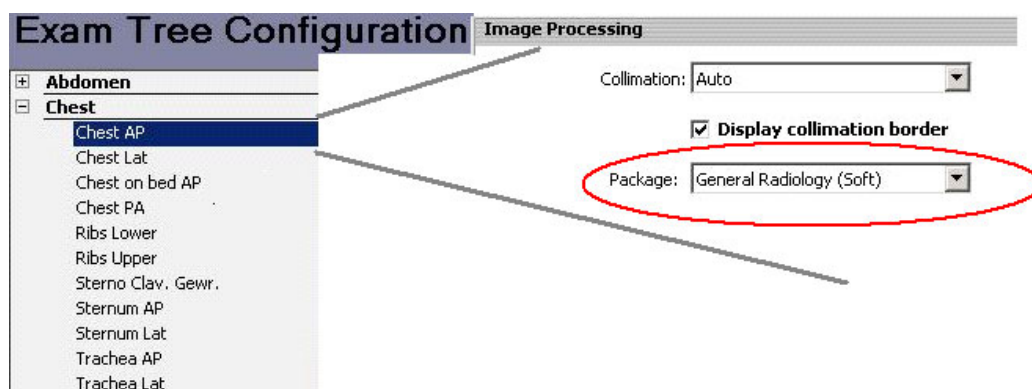 Exam Tree Configuration
Image Processing
Abdomen
Chest
Chest AP
Chest Lat
Chest on bed AP
Chest PA
Ribs Lower
Ribs Upper
Sterno Clav. Gewr.
Sternum AP
Sternum Lat
Trachea AP
Trachea Lat
Collimation: Auto
Display collimation border
Package: General Radiology (Soft)